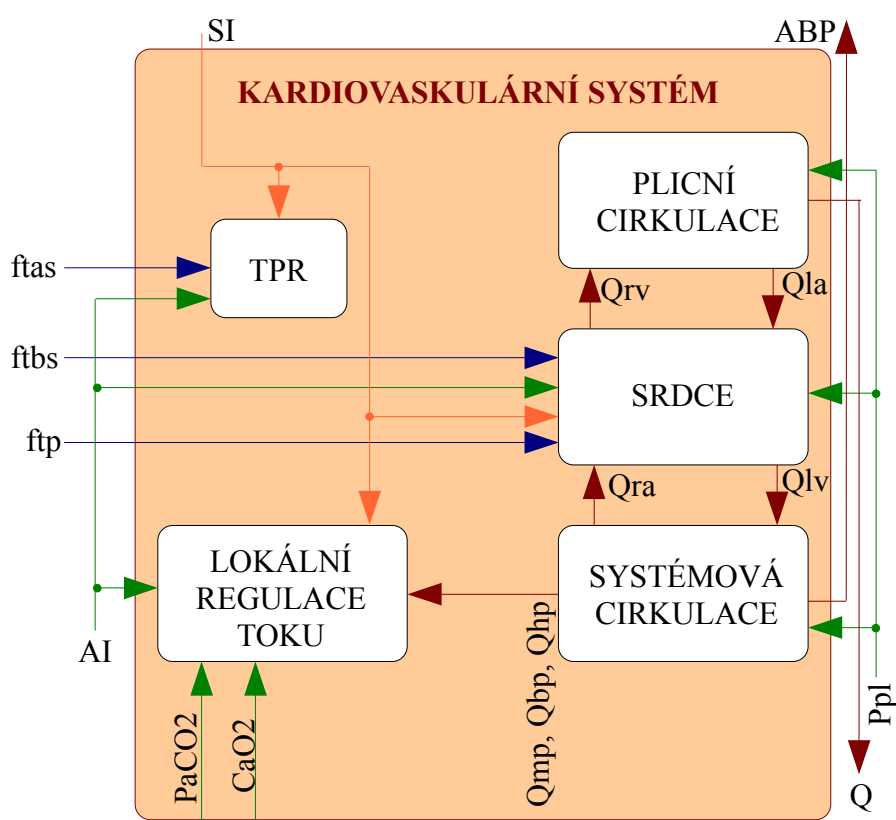 SI
ABP
KARDIOVASKULÁRNÍ SYSTÉM
PLICNÍ
CIRKULACE
ftas
TPR
Qrv
Qla
ftbs
SRDCE
ftp
Qra
Qlv
LOKÁLNÍ
REGULACE
TOKU
SYSTÉMOVÁ
CIRKULACE
AI
PaCO2
CaO2
Qmp, Qbp, Qhp
Ppl
Q